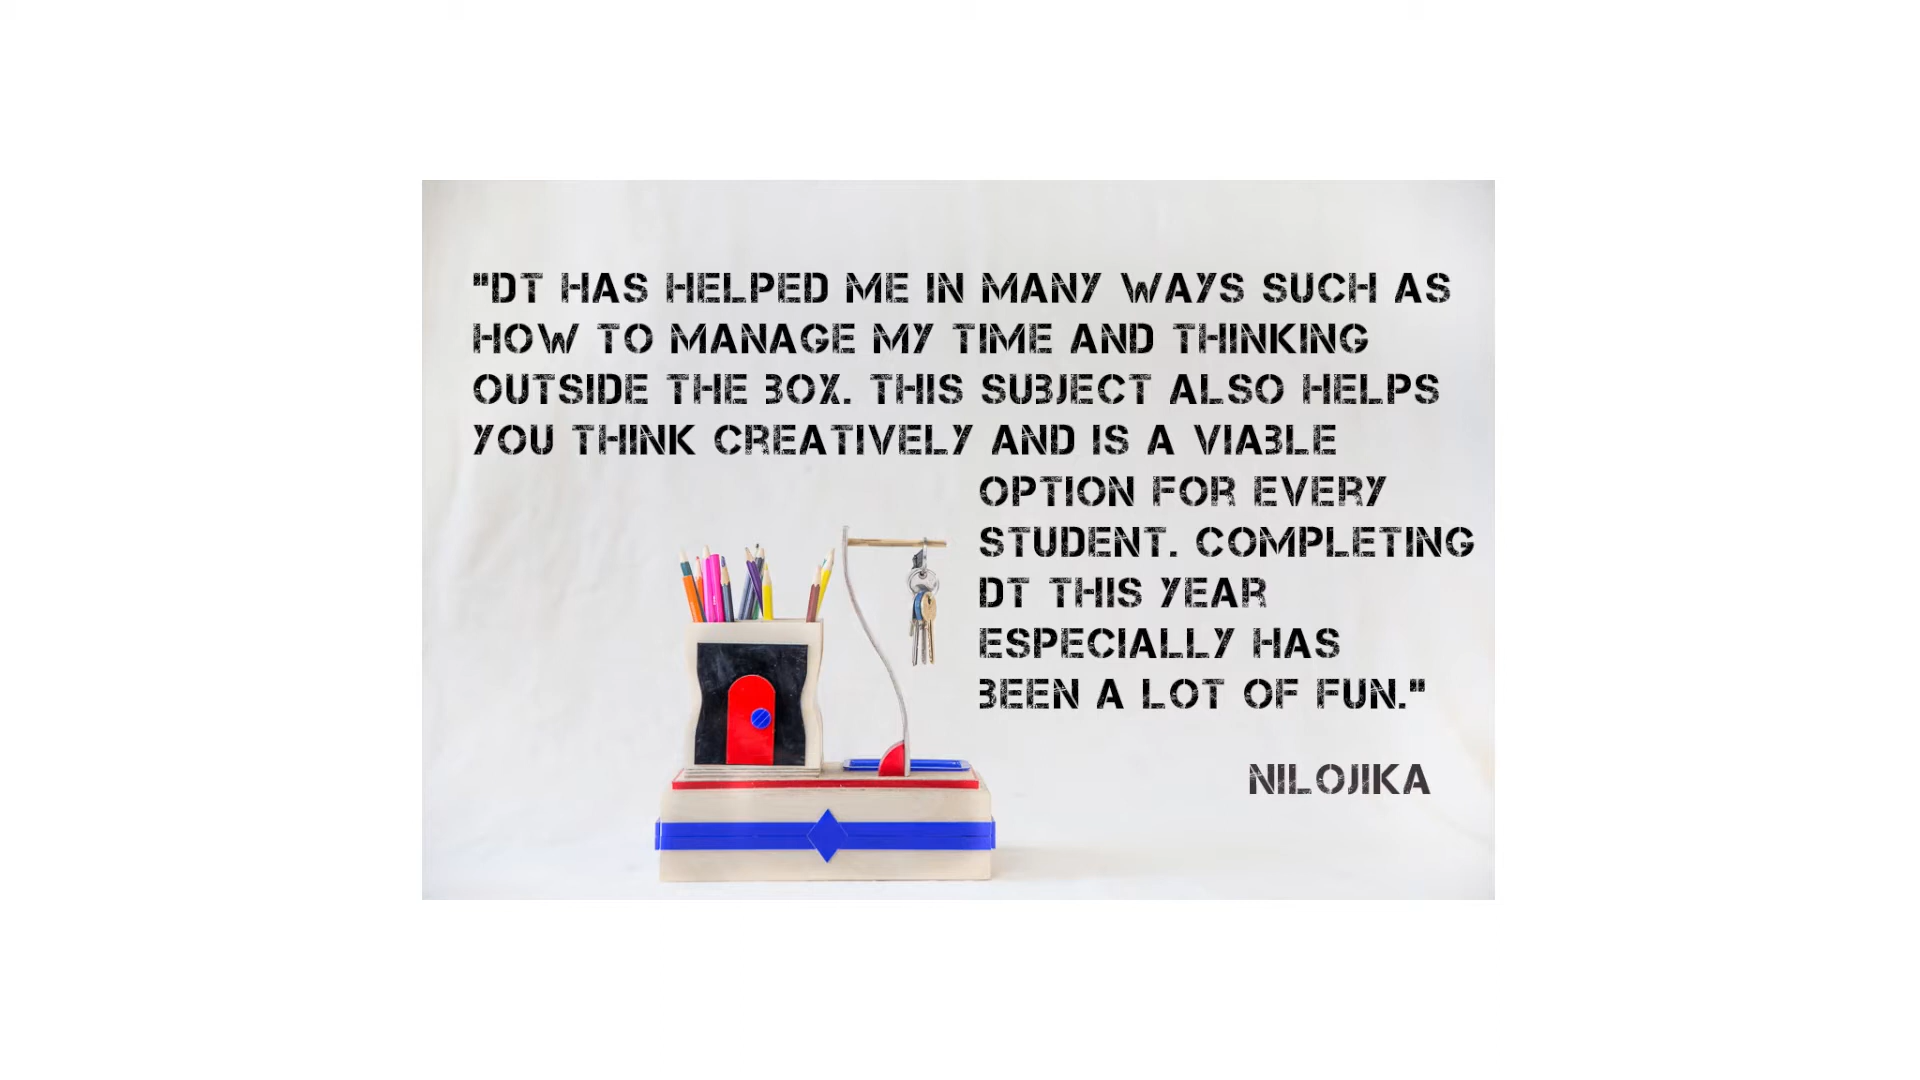 "DT HAS HELPED ME IN MANY WAYS SUCH AS
HOW TO MANAGE MY TIME AND THINKING
OUTSIDE THE BOX. THIS SUBJECT ALSO HELPS
YOU THINK CREATIVELY AND IS A VIABLE
OPTION FOR EVERY
STUDENT. COMPLETING
DT THIS YEAR
ESPECIALLY HAS
BEEN A LOT OF FUN."
NILOJIKA